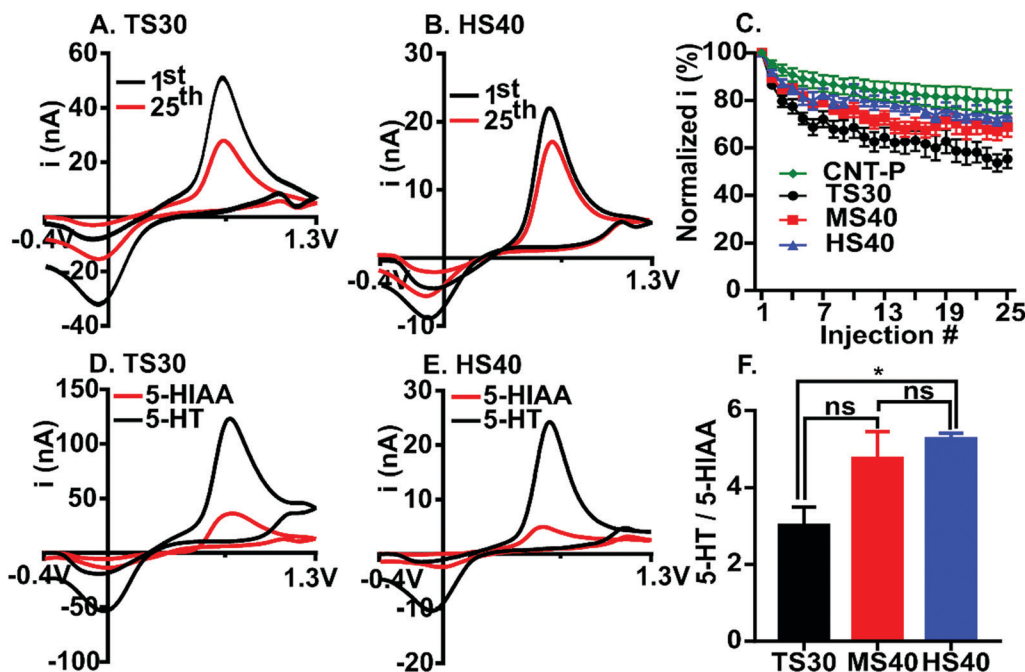 A. TS30
60
40
20
-20
-40
i (nA)
1st
25th
-0.4V
1.3V
B. HS40
30
20
10
-10
i (nA)
1st
25th
-0.4V
1.3V
C.
100
80
60
40
20
0
Normalized i (%)
CNT-P
TS30
MS40
HS40
1 7 13 19 25
Injection #
D. TS30
150
100
50
-50
-100
i (nA)
5-HIAA
5-HT
-0.4V
1.3V
E. HS40
30
20
10
-10
-20
i (nA)
5-HIAA
5-HT
-0.4V
1.3V
F.
*
ns
ns
6
4
2
0
5-HT / 5-HIAA
TS30 MS40 HS40